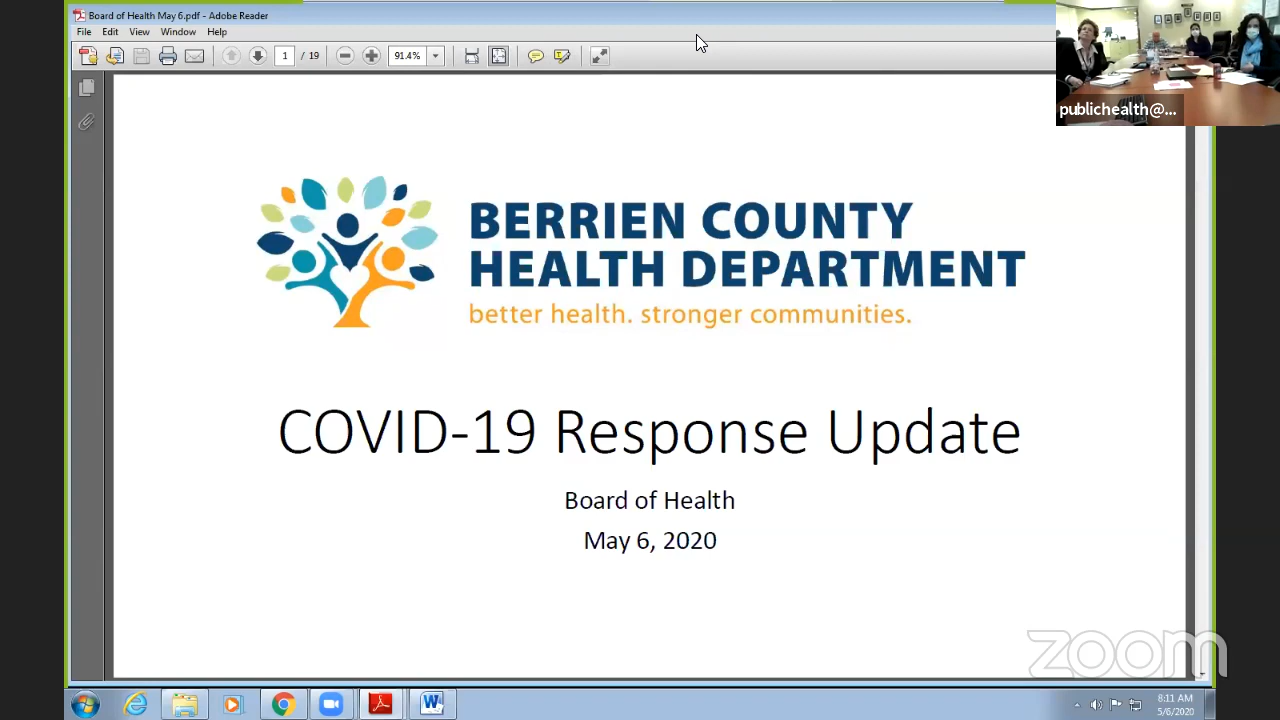 Board of Health May 6.pdf - Adobe Reader
File Edit View Window Help
1 / 19 91.4%
publichealth@...
BERRIEN COUNTY
HEALTH DEPARTMENT
better health. stronger communities.
COVID-19 Response Update
Board of Health
May 6, 2020
zoom
8:11 AM
5/6/2020